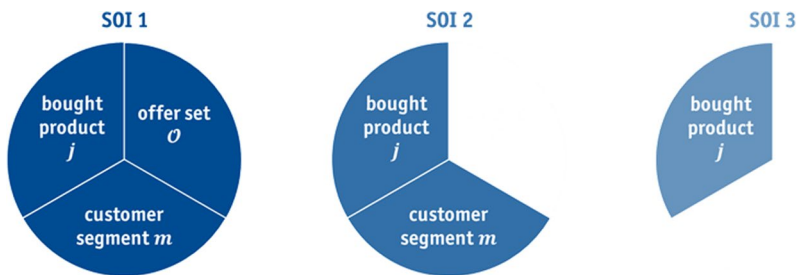 SOI 1
bought
product
j
offer set
𝒪
customer
segment m
SOI 2
bought
product
j
customer
segment m
SOI 3
bought
product
j